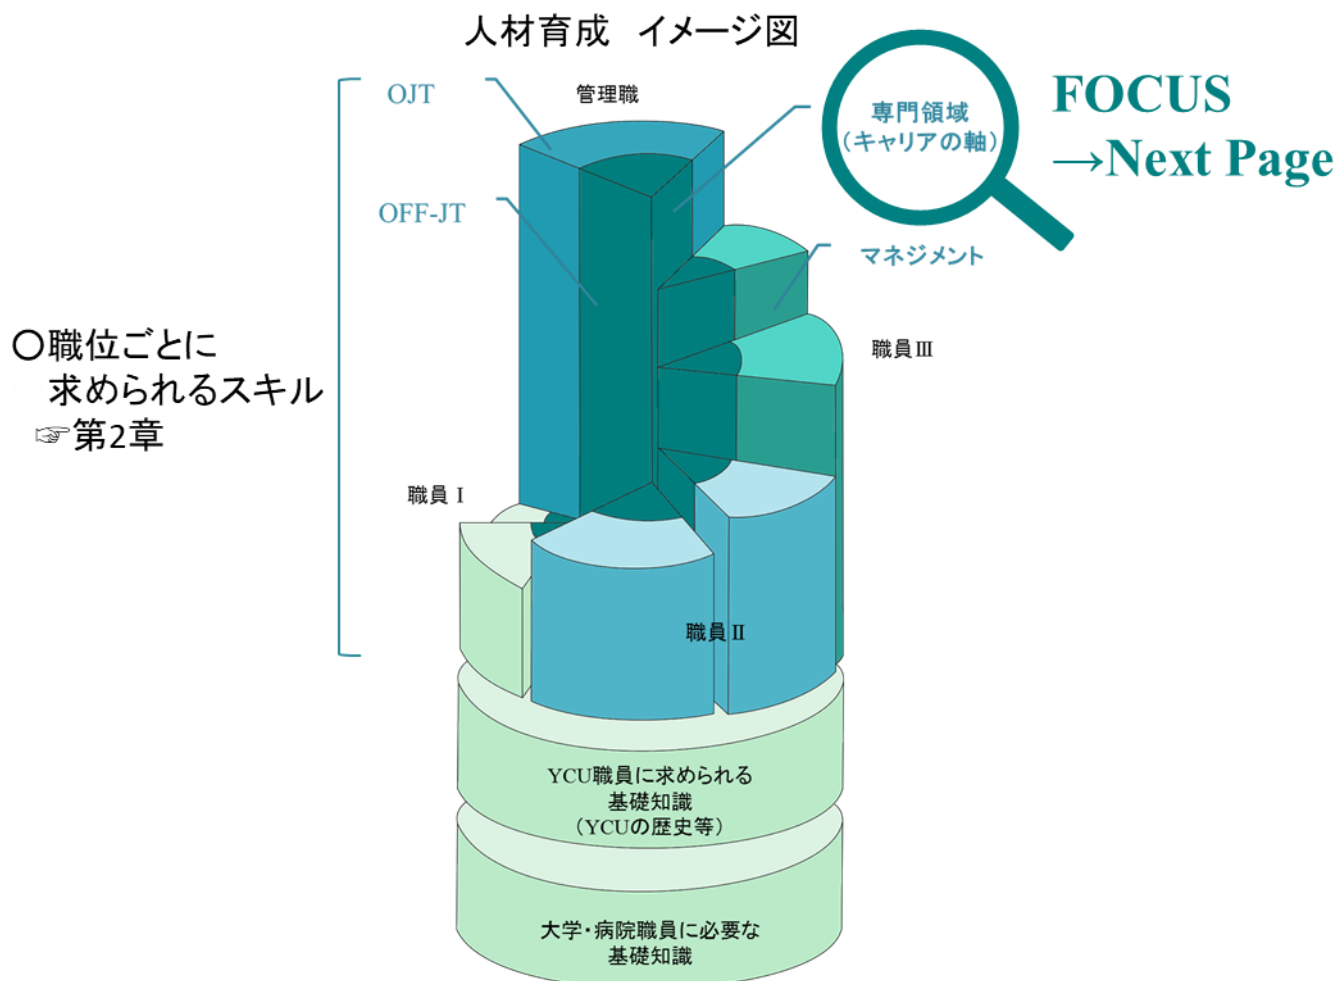 人材育成　イメージ図
OJT
管理職
専門領域
（キャリアの軸）
FOCUS
→Next Page
OFF-JT
マネジメント
〇職位ごとに
求められるスキル
☞第2章
職員Ⅲ
職員Ⅰ
職員Ⅱ
YCU職員に求められる
基礎知識
（YCUの歴史等）
大学・病院職員に必要な
基礎知識